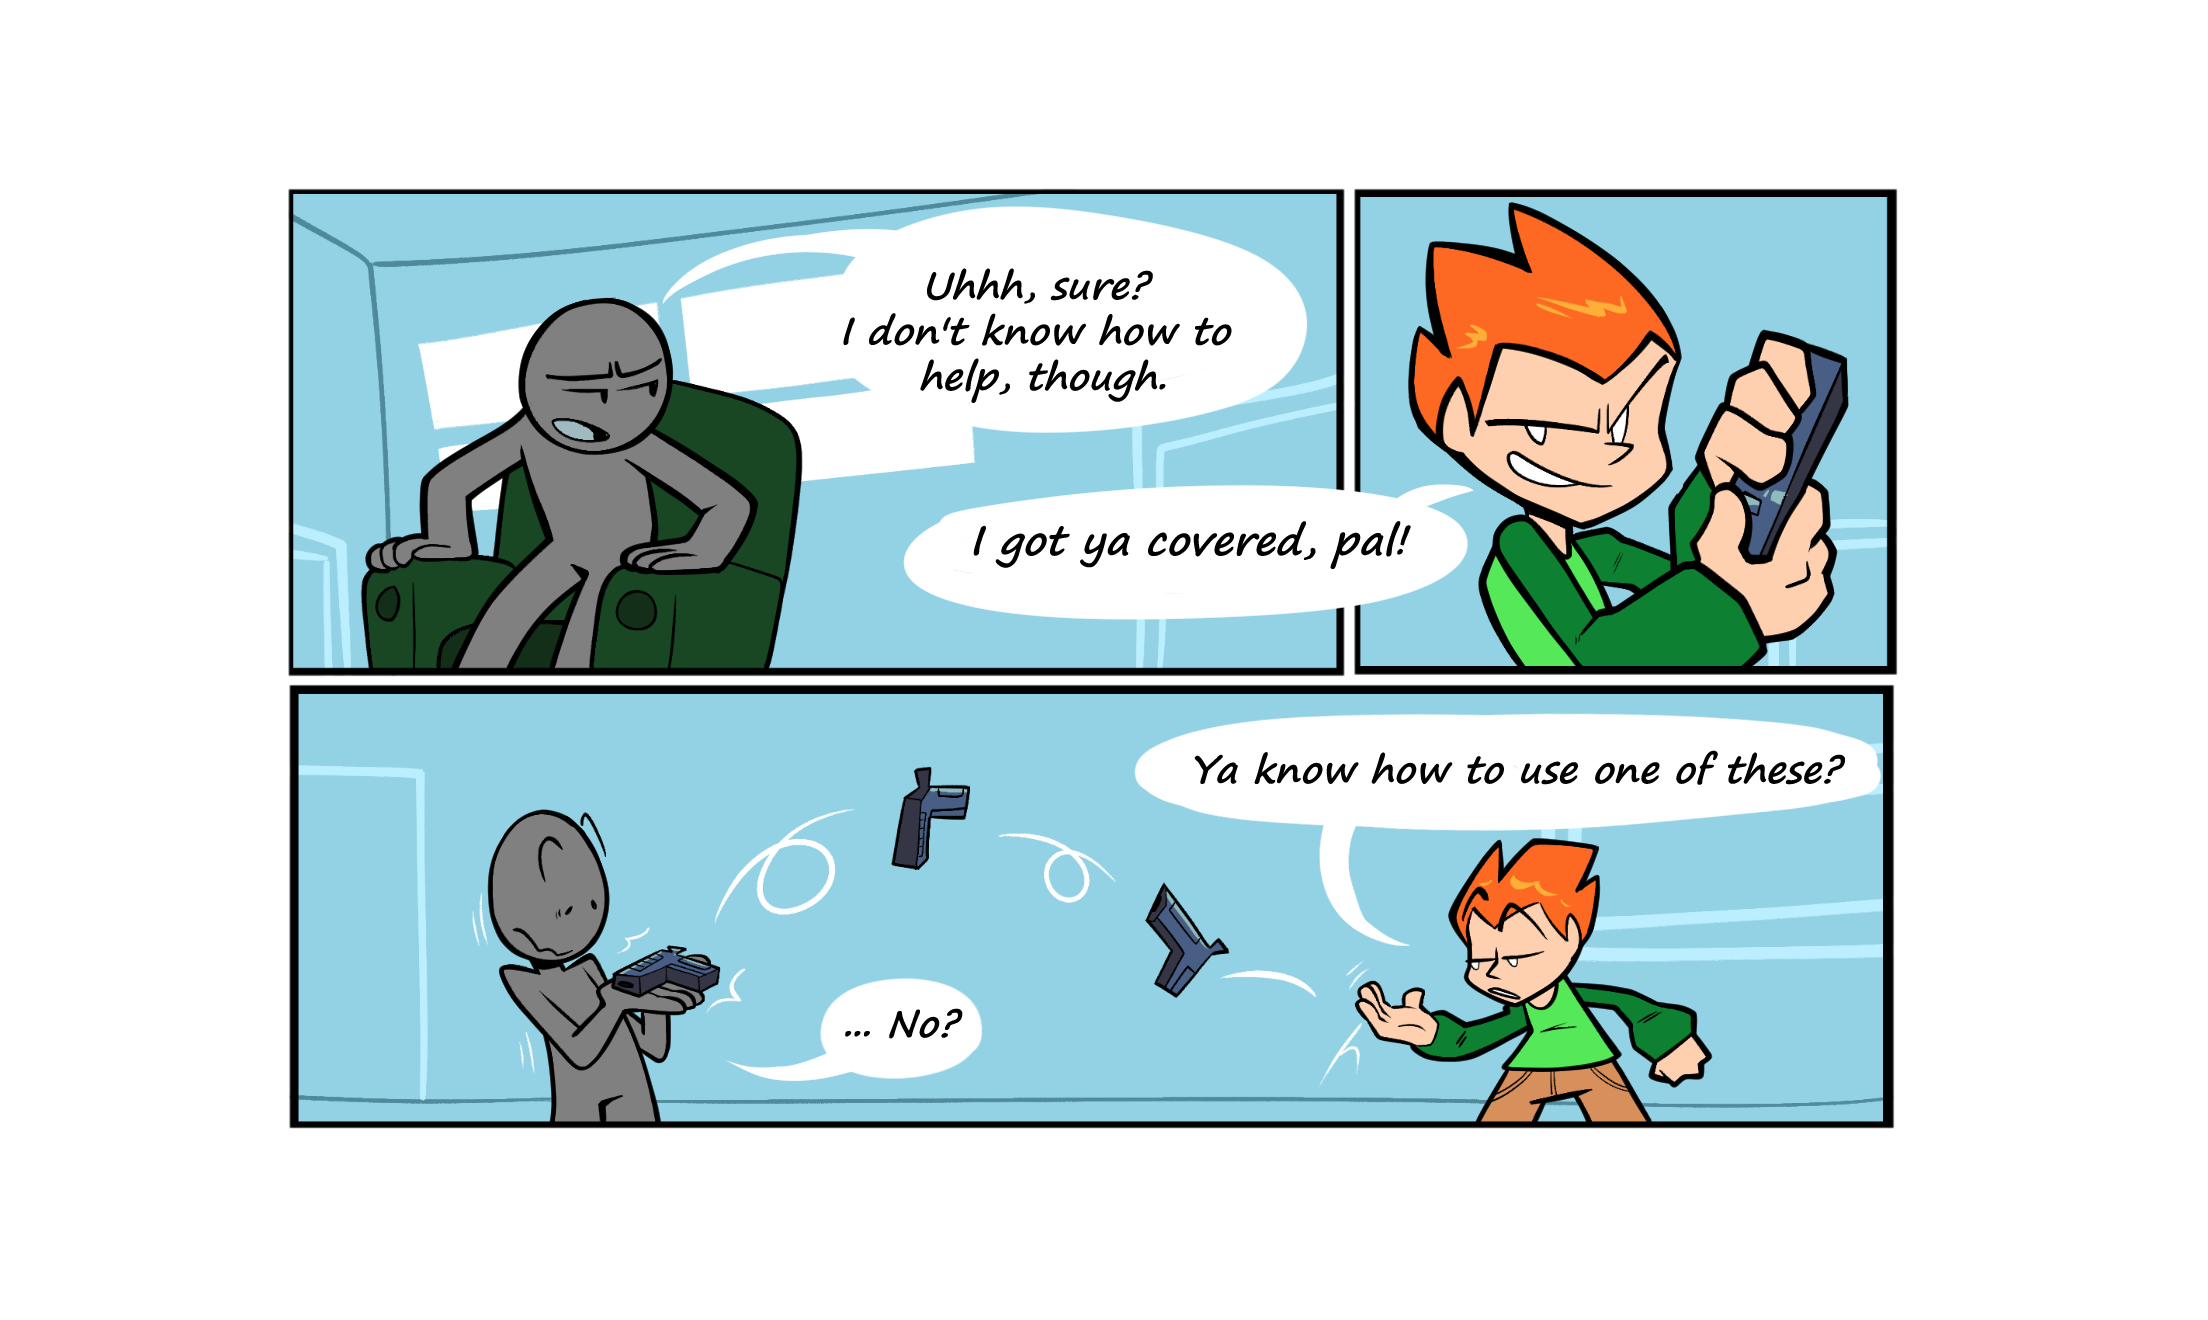 Uhhh, sure?
I don't know how to
help, though.
I got ya covered, pal!
Ya know how to use one of these?
... No?